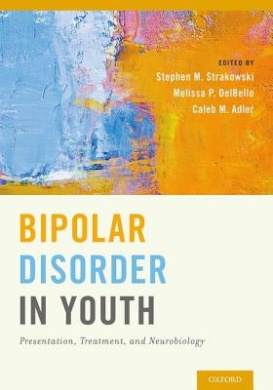 EDITED BY
Stephen M. Strakowski
Melissa P. DelBello
Caleb M. Adler
BIPOLAR
DISORDER
IN YOUTH
Presentation, Treatment, and Neurobiology
OXFORD